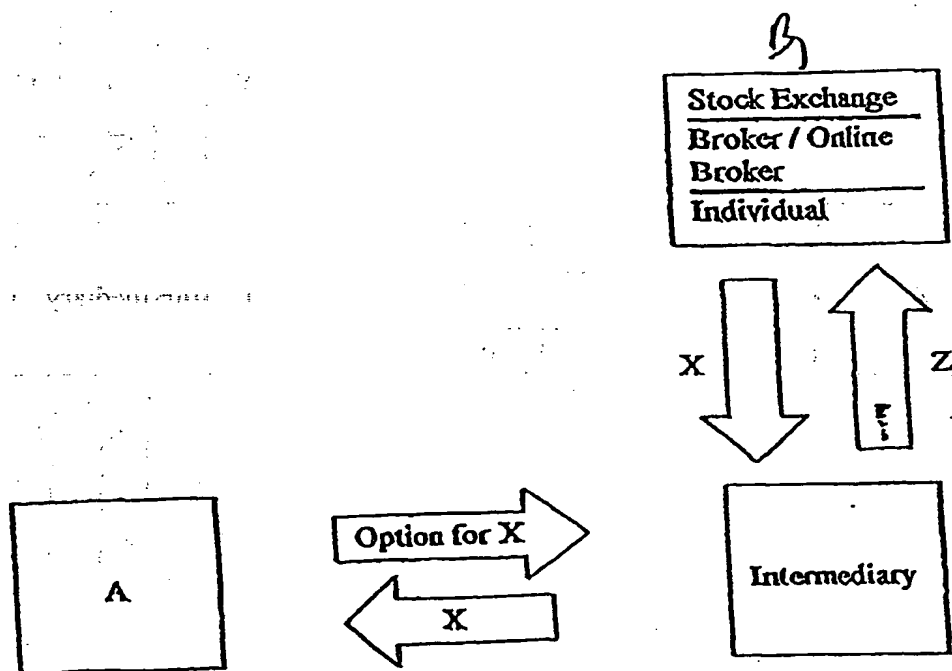 B
Stock Exchange
Broker / Online
Broker
Individual
X
Z
Option for X
X
A
Intermediary